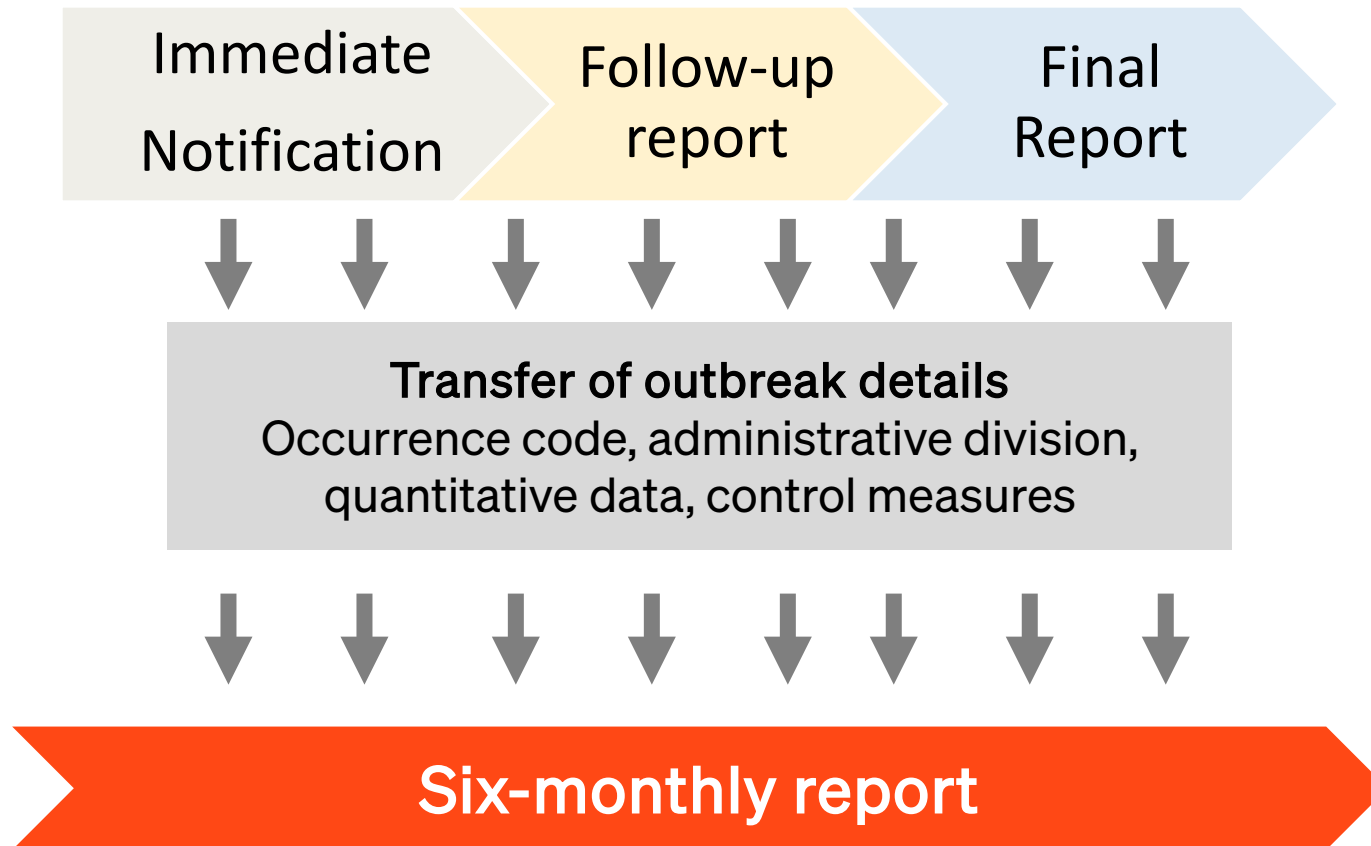 Immediate
Notification
Follow-up
report
Final
Report
Transfer of outbreak details
Occurrence code, administrative division,
quantitative data, control measures
Six-monthly report